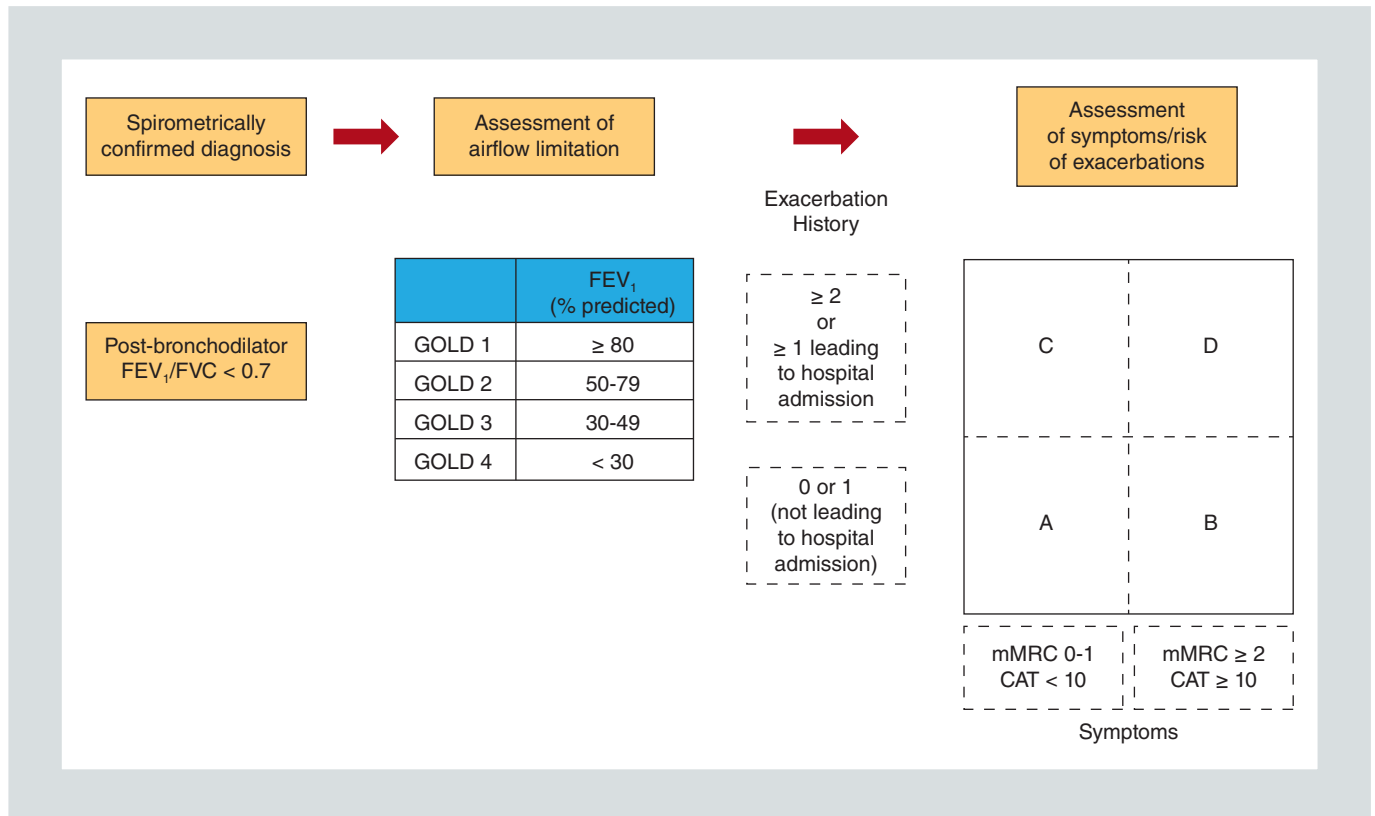 Spirometrically
confirmed diagnosis
Assessment of
airflow limitation
Assessment
of symptoms/risk
of exacerbations
Exacerbation
History
Post-bronchodilator
FEV₁/FVC < 0.7
FEV₁
(% predicted)
GOLD 1 ≥ 80
GOLD 2 50-79
GOLD 3 30-49
GOLD 4 < 30
≥ 2
or
≥ 1 leading
to hospital
admission
0 or 1
(not leading
to hospital
admission)
C D
A B
mMRC 0-1
CAT < 10
mMRC ≥ 2
CAT ≥ 10
Symptoms